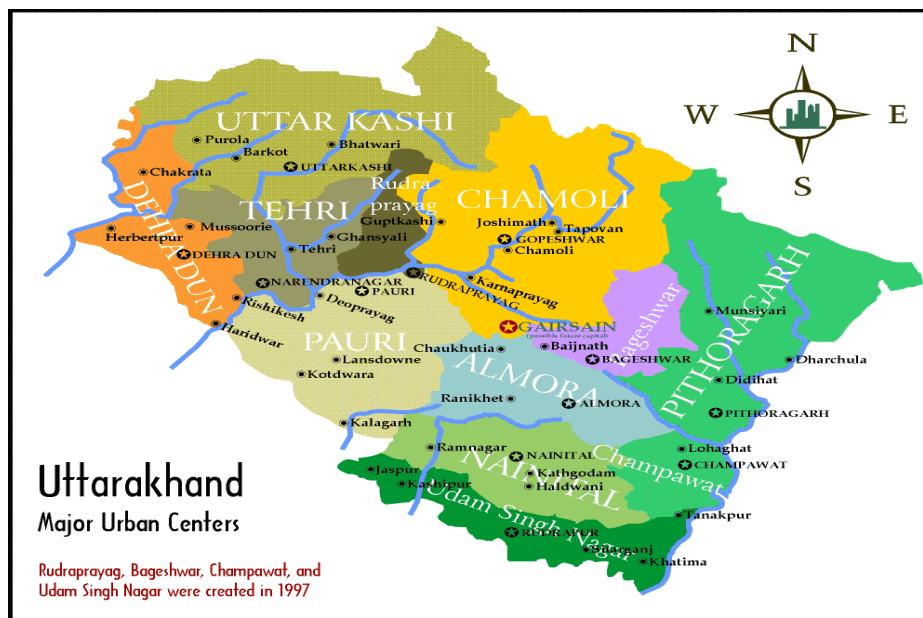 N
W
E
S
UTTAR KASHI
Purola
Barkot
Bhatwari
UTTARKASHI
Chakrata
DEHRA DUN
Rudra
prayag
CHAMOLI
TEHRI
Guptkashi
Joshimath
Tapovan
Herbertpur
Mussoorie
Ghansyali
GOPESHWAR
Tehri
Chamoli
DEHRA DUN
PITHORAGARH
NARENDRANAGAR
RUDRAPRAYAG
Karnaprayag
PAURI
Rishikesh
Deoprayag
Bageshwar
Munsiyari
Haridwar
GAIRSAIN
(possible future capital)
PAURI
Chaukhutia
Baijnath
BAGESHWAR
Dharchula
Lansdowne
ALMORA
Kotdwara
Didihat
Ranikhet
ALMORA
PITHORAGARH
Kalagarh
Ramnagar
NAINITAL
Lohaghat
Champawat
CHAMPAWAT
Jaspur
NAINITAL
Kathgodam
Kashipur
Haldwani
Uttarakhand
Udam Singh Nagar
Tanakpur
Major Urban Centers
RUDRAPUR
Sitarganj
Khatima
Rudraprayag, Bageshwar, Champawat, and
Udam Singh Nagar were created in 1997